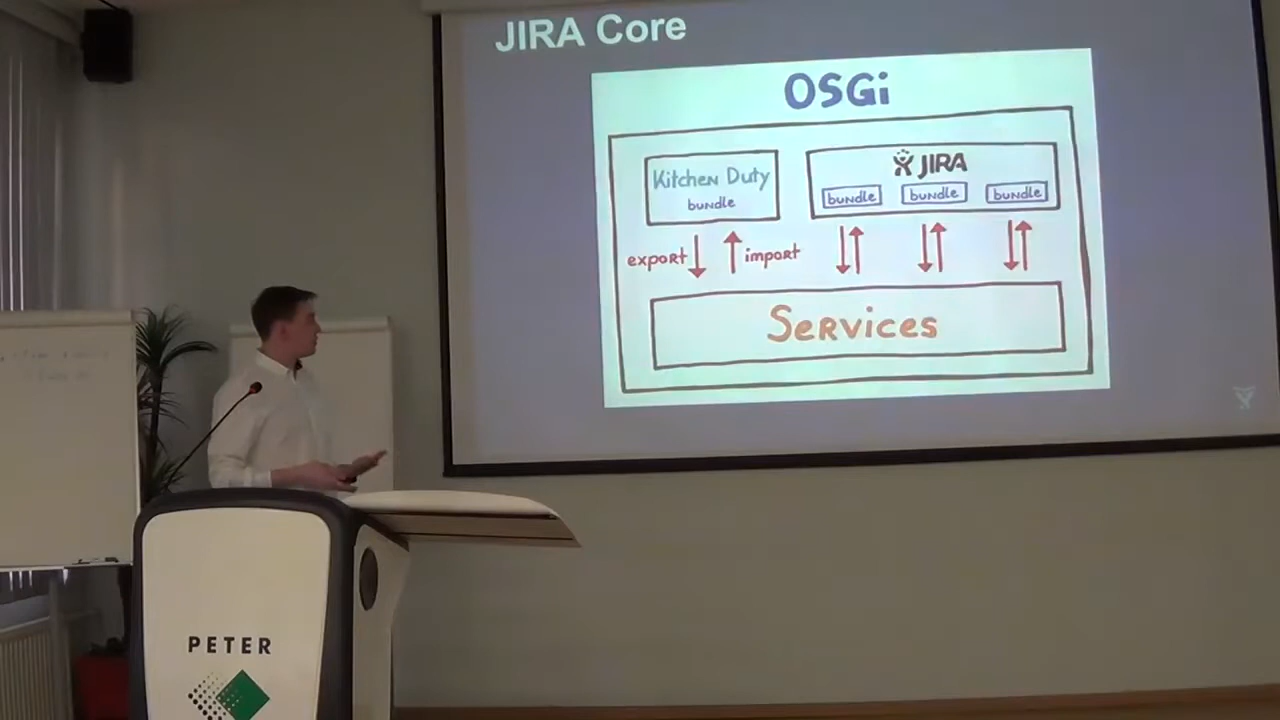 JIRA Core
OSGi
Kitchen Duty
bundle
JIRA
bundle bundle bundle
export import
Services
PETER